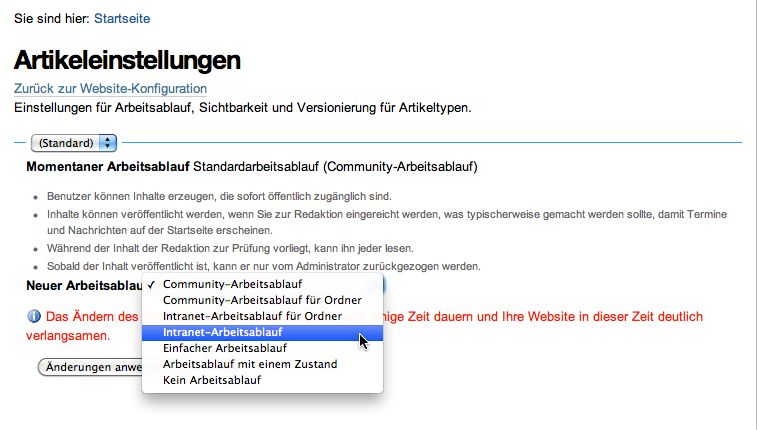 Sie sind hier: Startseite
Artikeleinstellungen
Zurück zur Website-Konfiguration
Einstellungen für Arbeitsablauf, Sichtbarkeit und Versionierung für Artikeltypen.
(Standard)
Momentaner Arbeitsablauf Standardarbeitsablauf (Community-Arbeitsablauf)
Benutzer können Inhalte erzeugen, die sofort öffentlich zugänglich sind.
Inhalte können veröffentlicht werden, wenn Sie zur Redaktion eingereicht werden, was typischerweise gemacht werden sollte, damit Termine
und Nachrichten auf der Startseite erscheinen.
Während der Inhalt der Redaktion zur Prüfung vorliegt, kann ihn jeder lesen.
Sobald der Inhalt veröffentlicht ist, kann er nur vom Administrator zurückgezogen werden.
Neuer Arbeitsablau ✓ Community-Arbeitsablauf
Community-Arbeitsablauf für Ordner
Intranet-Arbeitsablauf für Ordner
Das Ändern des nige Zeit dauern und Ihre Website in dieser Zeit deutlich
Intranet-Arbeitsablauf
verlangsamen.
Einfacher Arbeitsablauf
Arbeitsablauf mit einem Zustand
Änderungen anwe
Kein Arbeitsablauf